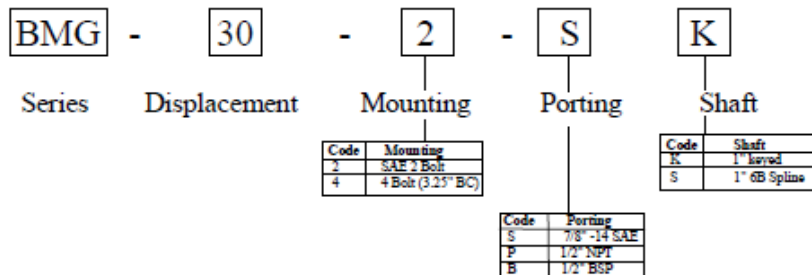 BMG - 30 - 2 - S K
Series Displacement Mounting Porting Shaft
Code Mounting
2 SAE 2 Bolt
4 4 Bolt (3.25" BC)
Code Shaft
K 1" keyed
S 1" 6B Spline
Code Porting
S 7/8" -14 SAE
P 1/2" NPT
B 1/2" BSP